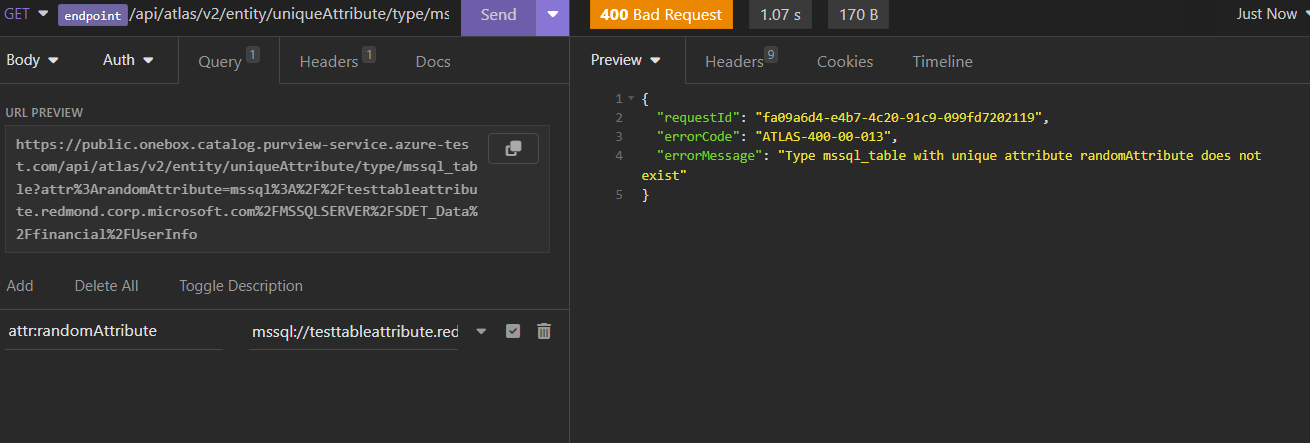 GET endpoint /api/atlas/v2/entity/uniqueAttribute/type/ms Send
400 Bad Request 1.07 s 170 B Just Now
Body Auth Query 1 Headers 1 Docs
Preview Headers 9 Cookies Timeline
URL PREVIEW
https://public.onebox.catalog.purview-service.azure-tes
t.com/api/atlas/v2/entity/uniqueAttribute/type/mssql_tab
le?attr%3ArandomAttribute=mssql%3A%2F%2Ftesttableattribu
te.redmond.corp.microsoft.com%2FMSSQLSERVER%2FSDET_Data%
2Ffinancial%2FUserInfo
Add Delete All Toggle Description
attr:randomAttribute mssql://testtableattribute.red
1 {
2 "requestId": "fa09a6d4-e4b7-4c20-91c9-099fd7202119",
3 "errorCode": "ATLAS-400-00-013",
4 "errorMessage": "Type mssql_table with unique attribute randomAttribute does not
exist"
5 }